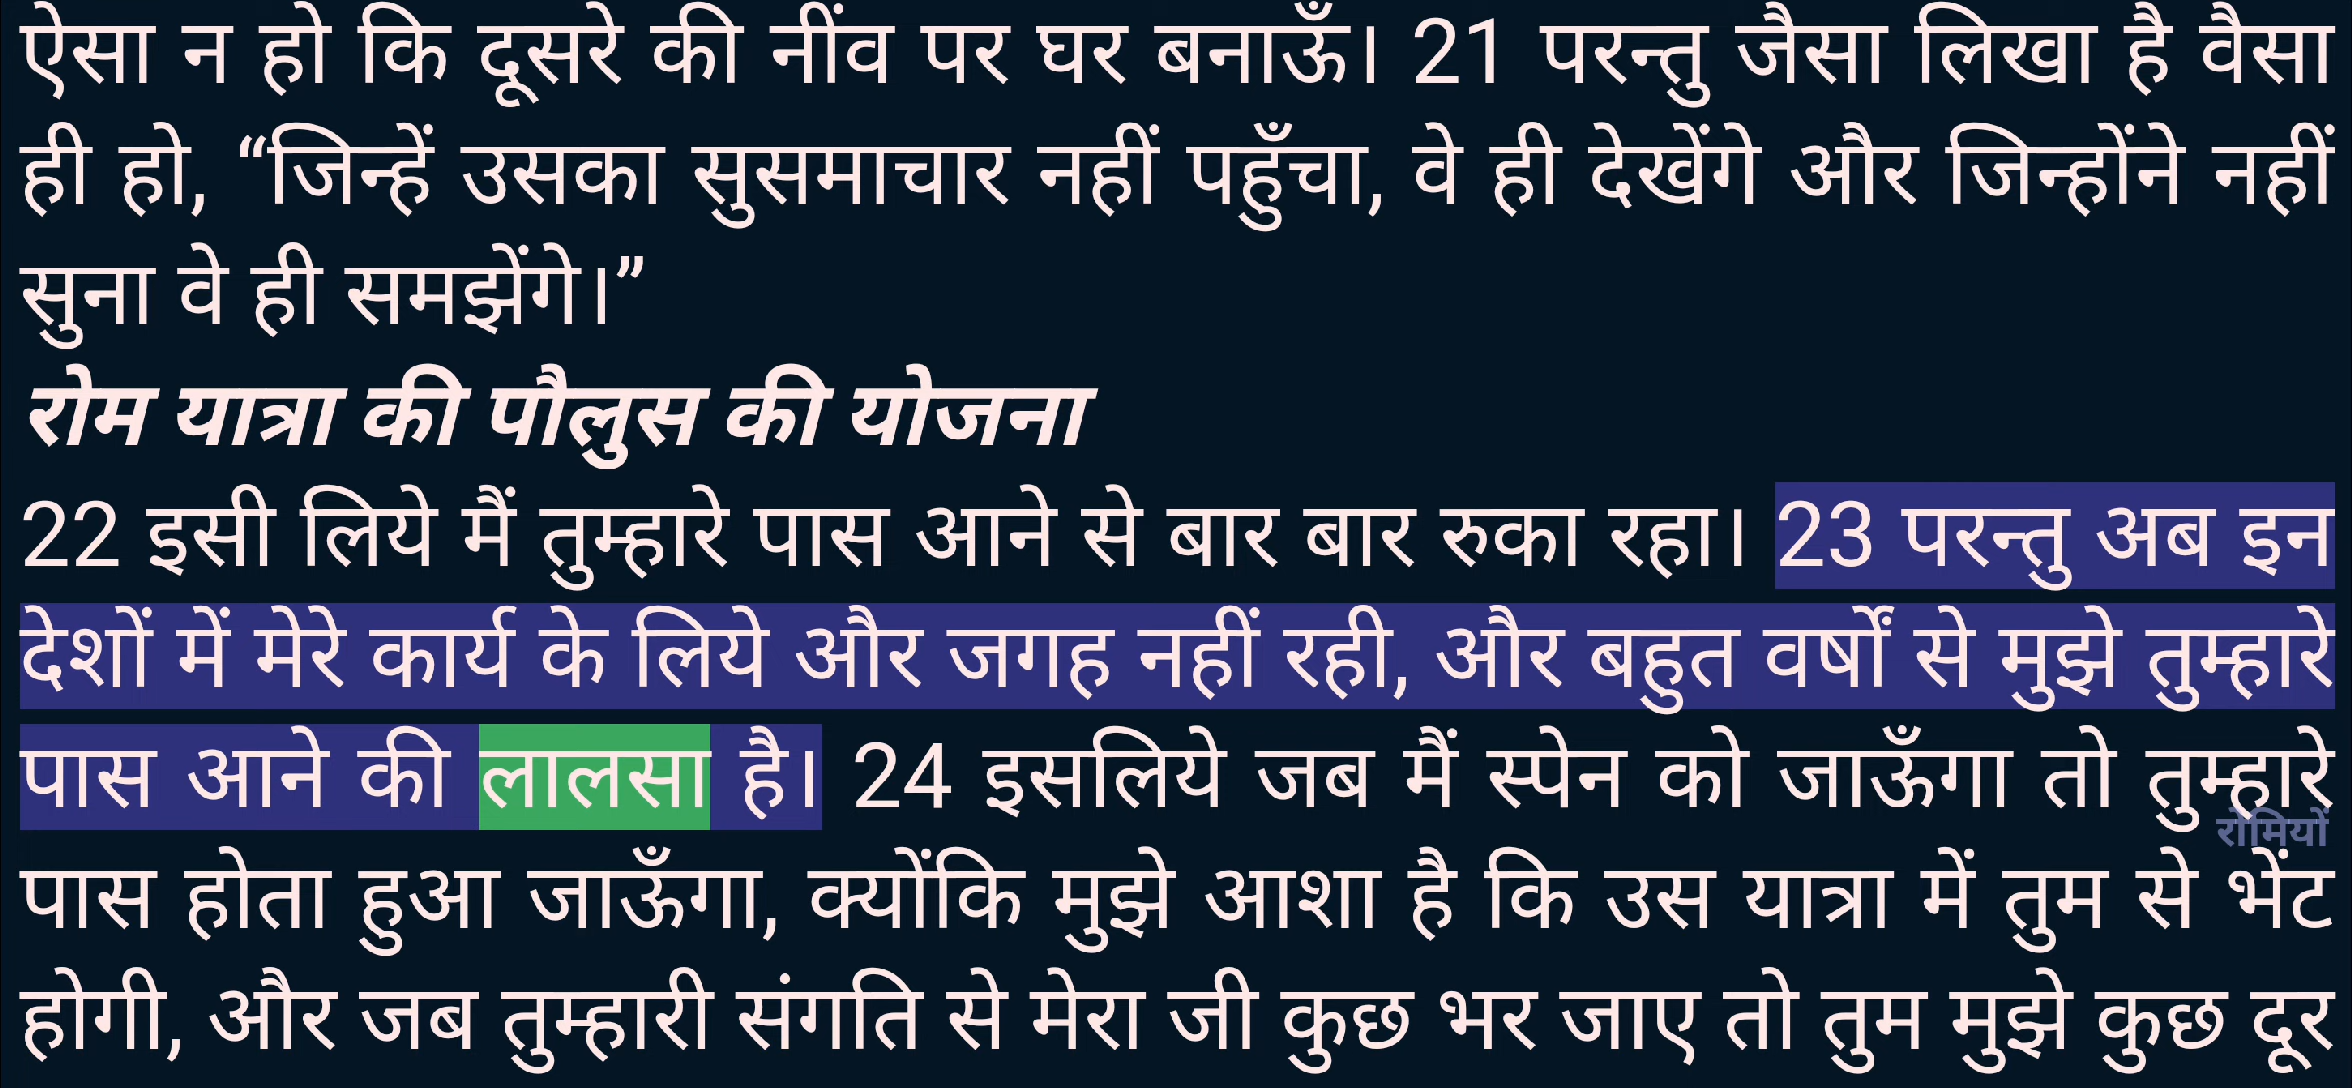 ऐसा न हो कि दूसरे की नींव पर घर बनाऊँ। 21 परन्तु जैसा लिखा है वैसा
ही हो, “जिन्हें उसका सुसमाचार नहीं पहुँचा, वे ही देखेंगे और जिन्होंने नहीं
सुना वे ही समझेंगे।”
रोम यात्रा की पौलुस की योजना
22 इसी लिये मैं तुम्हारे पास आने से बार बार रुका रहा। 23 परन्तु अब इन
देशों में मेरे कार्य के लिये और जगह नहीं रही, और बहुत वर्षों से मुझे तुम्हारे
पास आने की लालसा है। 24 इसलिये जब मैं स्पेन को जाऊँगा तो तुम्हारे
रोमियों
पास होता हुआ जाऊँगा, क्योंकि मुझे आशा है कि उस यात्रा में तुम से भेंट
होगी, और जब तुम्हारी संगति से मेरा जी कुछ भर जाए तो तुम मुझे कुछ दूर